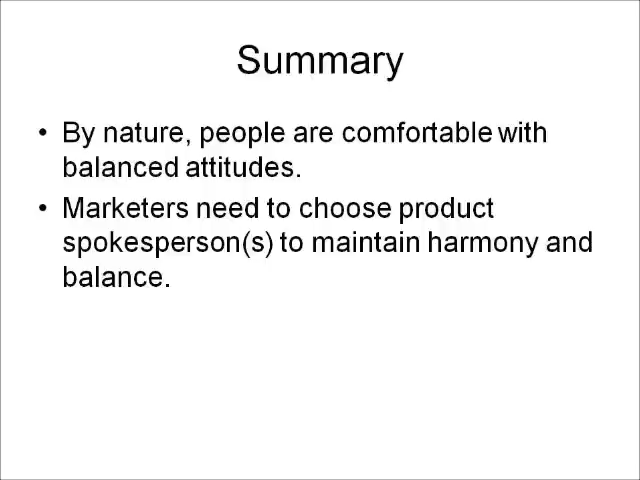 Summary
• By nature, people are comfortable with
balanced attitudes.
• Marketers need to choose product
spokesperson(s) to maintain harmony and
balance.